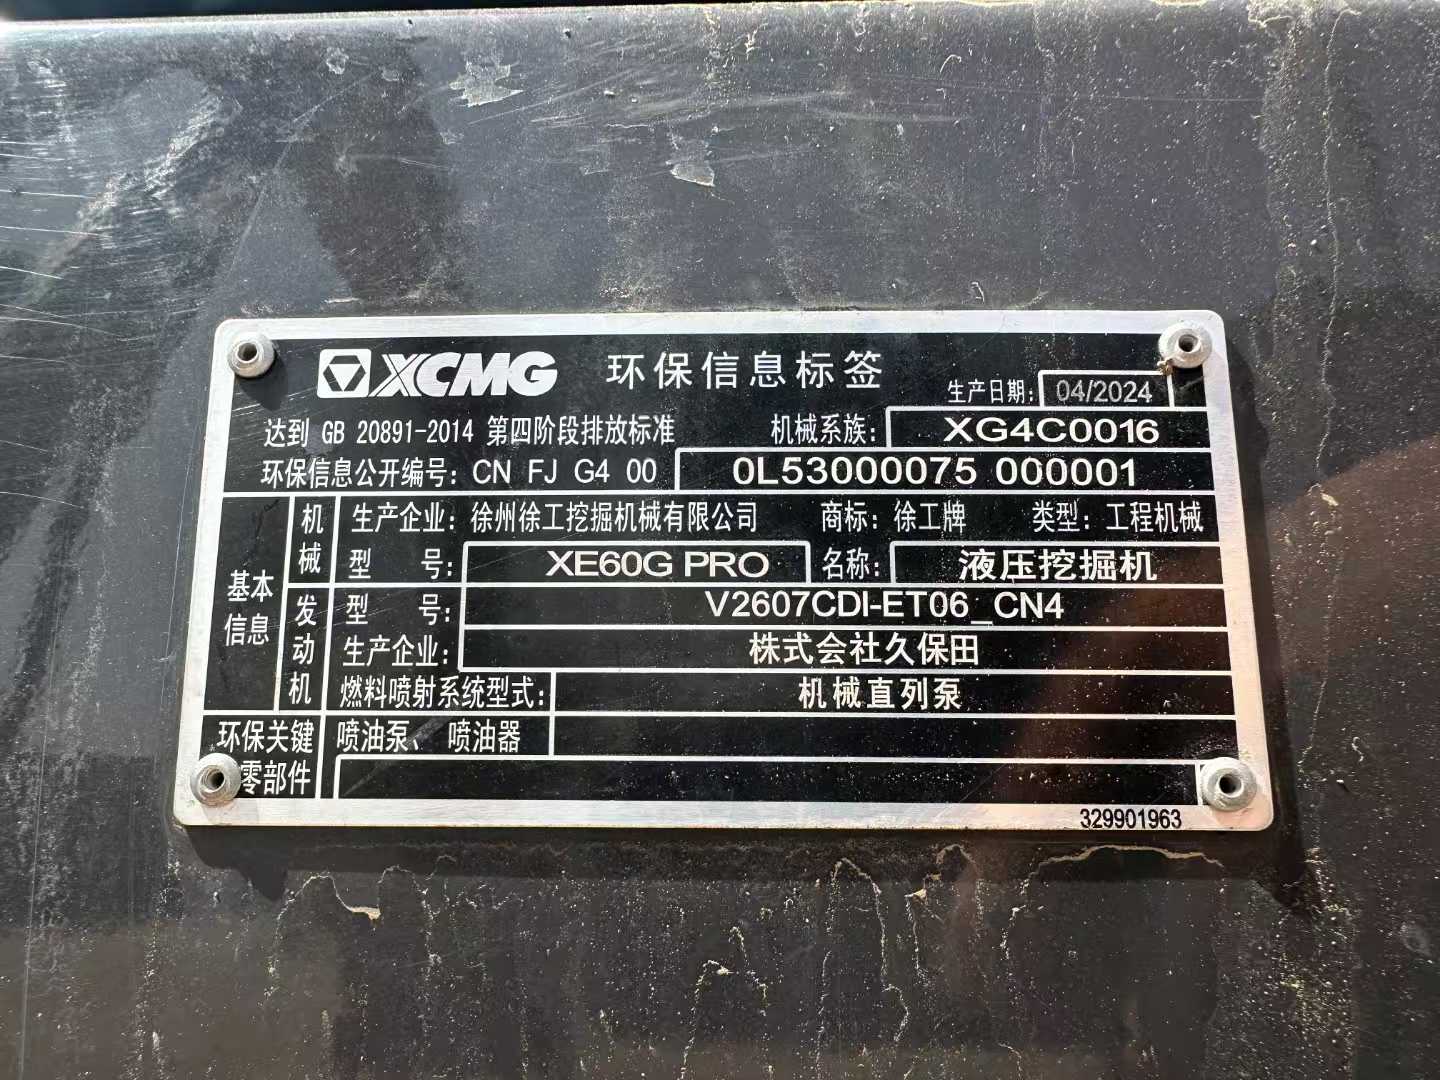 XCMG 环保信息标签 生产日期: 04/2024
达到 GB 20891-2014 第四阶段排放标准 机械系族: XG4C0016
环保信息公开编号: CN FJ G4 00 0L53000075 000001
基本信息 机械 生产企业: 徐州徐工挖掘机械有限公司 商标: 徐工牌 类型: 工程机械
型 号: XE60G PRO 名称: 液压挖掘机
发动机 型 号: V2607CDI-ET06_CN4
生产企业: 株式会社久保田
燃料喷射系统型式: 机械直列泵
环保关键零部件 喷油泵、喷油器
329901963